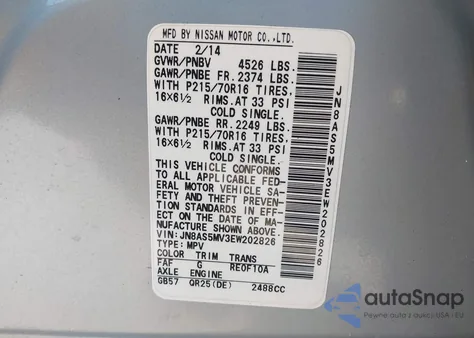 MFD BY NISSAN MOTOR CO., LTD.
DATE 2/14
GVWR/PNBV 4526 LBS.
GAWR/PNBE FR. 2374 LBS.
WITH P215/70R16 TIRES,
16X6½ RIMS, AT 33 PSI
COLD SINGLE.
GAWR/PNBE RR. 2249 LBS.
WITH P215/70R16 TIRES,
16X6½ RIMS, AT 33 PSI
COLD SINGLE.
THIS VEHICLE CONFORMS
TO ALL APPLICABLE FED-
ERAL MOTOR VEHICLE SA-
FETY AND THEFT PREVEN-
TION STANDARDS IN EFF-
ECT ON THE DATE OF MA-
NUFACTURE SHOWN ABOVE.
VIN: JN8AS5MV3EW202826
TYPE: MPV
COLOR TRIM TRANS
FAF G RE0F10A
AXLE ENGINE
GB57 QR25(DE) 2488CC
JN8AS5MV3EW202826
autoSnap
Pewne auto z USA i EU